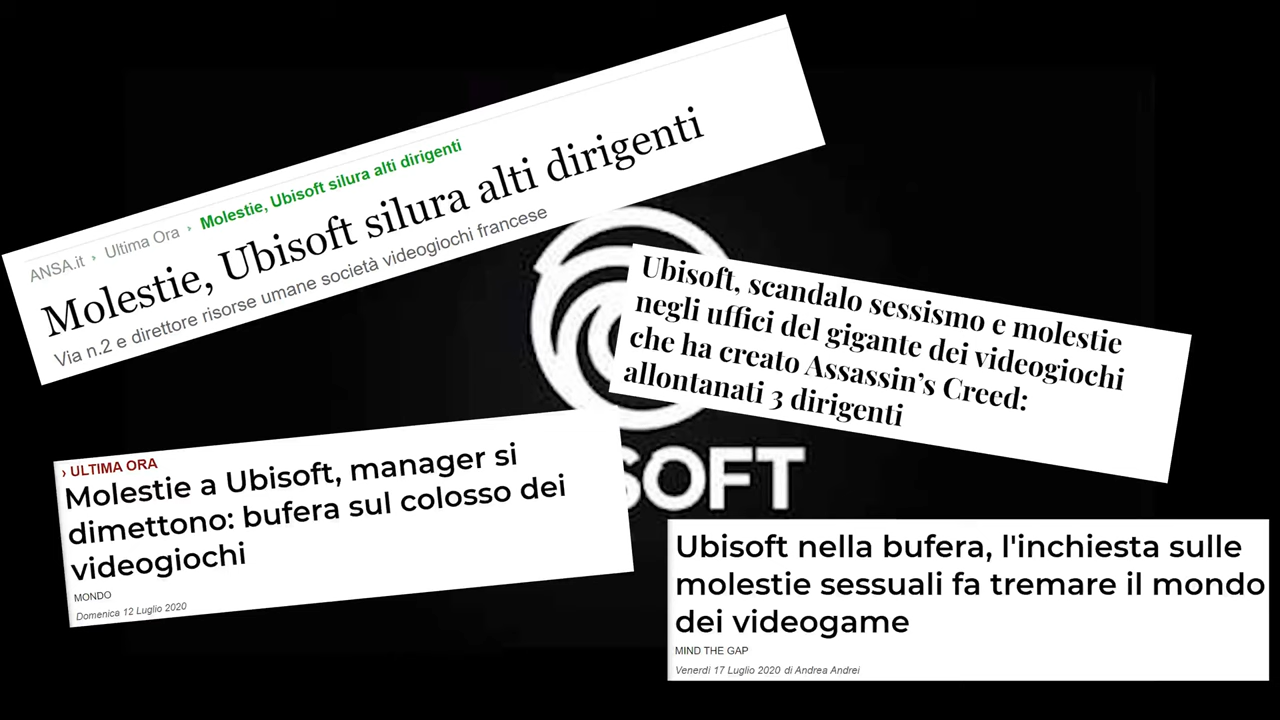 ANSA.it › Ultima Ora › Molestie, Ubisoft silura alti dirigenti
Molestie, Ubisoft silura alti dirigenti
Via n.2 e direttore risorse umane società videogiochi francese
Ubisoft, scandalo sessismo e molestie
negli uffici del gigante dei videogiochi
che ha creato Assassin’s Creed:
allontanati 3 dirigenti
› ULTIMA ORA
Molestie a Ubisoft, manager si
dimettono: bufera sul colosso dei
videogiochi
MONDO
Domenica 12 Luglio 2020
SOFT
Ubisoft nella bufera, l'inchiesta sulle
molestie sessuali fa tremare il mondo
dei videogame
MIND THE GAP
Venerdì 17 Luglio 2020 di Andrea Andrei